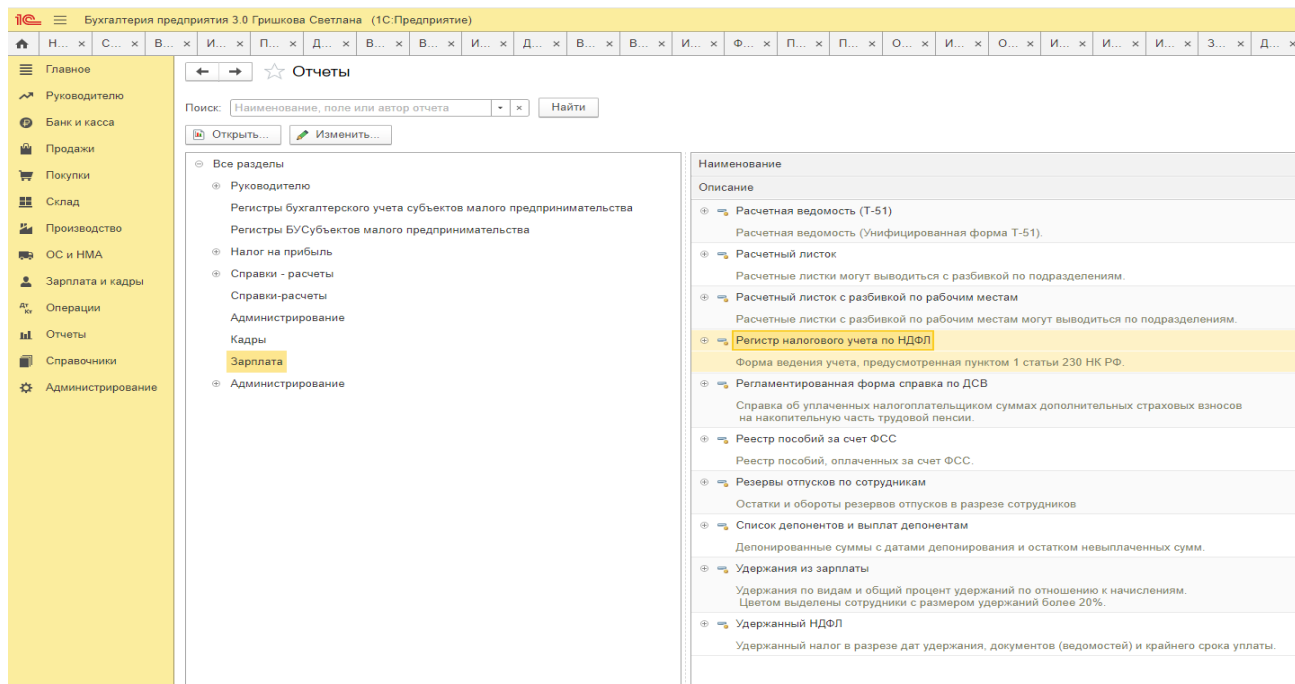 1С Бухгалтерия предприятия 3.0 Гришкова Светлана (1С:Предприятие)
Н... × С... × В... × И... × П... × Д... × В... × В... × И... × Д... × В... × В... × И... × Ф... × П... × П... × О... × И... × О... × И... × И... × И... × З... × Д... ×
Главное
Руководителю
Банк и касса
Продажи
Покупки
Склад
Производство
ОС и НМА
Зарплата и кадры
Операции
Отчеты
Справочники
Администрирование
Отчеты
Поиск: Наименование, поле или автор отчета × Найти
Открыть... Изменить...
Все разделы
Руководителю
Регистры бухгалтерского учета субъектов малого предпринимательства
Регистры БУСубъектов малого предпринимательства
Налог на прибыль
Справки - расчеты
Справки-расчеты
Администрирование
Кадры
Зарплата
Администрирование
Наименование
Описание
Расчетная ведомость (Т-51)
Расчетная ведомость (Унифицированная форма Т-51).
Расчетный листок
Расчетные листки могут выводиться с разбивкой по подразделениям.
Расчетный листок с разбивкой по рабочим местам
Расчетные листки с разбивкой по рабочим местам могут выводиться по подразделениям.
Регистр налогового учета по НДФЛ
Форма ведения учета, предусмотренная пунктом 1 статьи 230 НК РФ.
Регламентированная форма справка по ДСВ
Справка об уплаченных налогоплательщиком суммах дополнительных страховых взносов
на накопительную часть трудовой пенсии.
Реестр пособий за счет ФСС
Реестр пособий, оплаченных за счет ФСС.
Резервы отпусков по сотрудникам
Остатки и обороты резервов отпусков в разрезе сотрудников
Список депонентов и выплат депонентам
Депонированные суммы с датами депонирования и остатком невыплаченных сумм.
Удержания из зарплаты
Удержания по видам и общий процент удержаний по отношению к начислениям.
Цветом выделены сотрудники с размером удержаний более 20%.
Удержанный НДФЛ
Удержанный налог в разрезе дат удержания, документов (ведомостей) и крайнего срока уплаты.